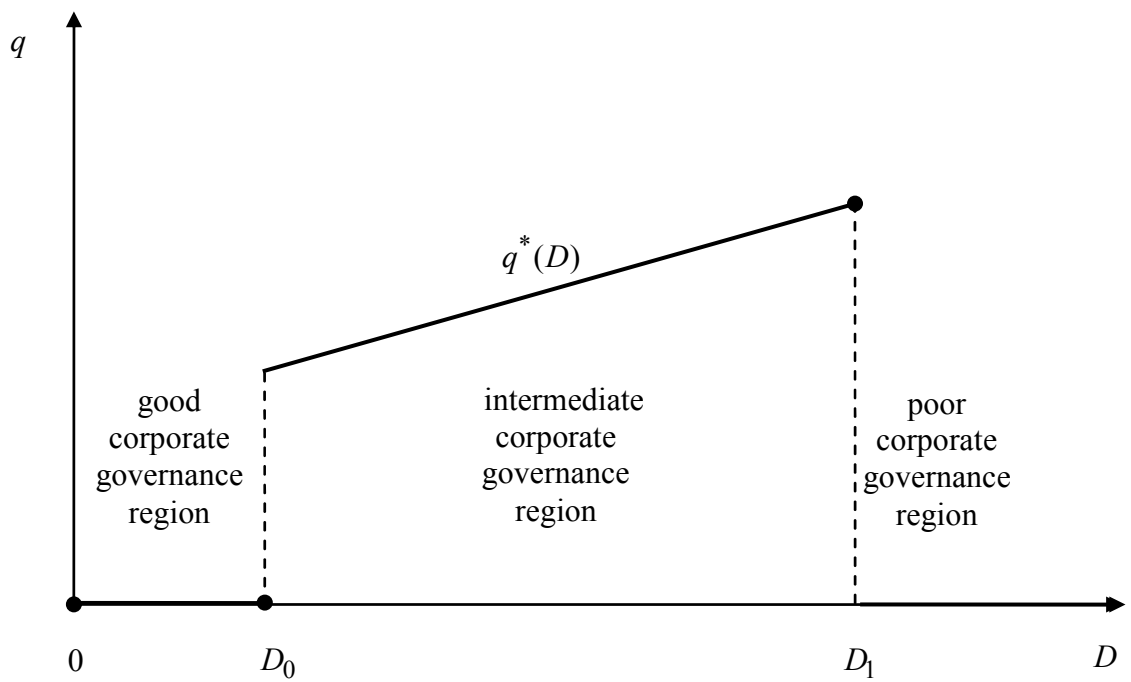 q
q*(D)
good
corporate
governance
region
intermediate
corporate
governance
region
poor
corporate
governance
region
0
D₀
D₁
D